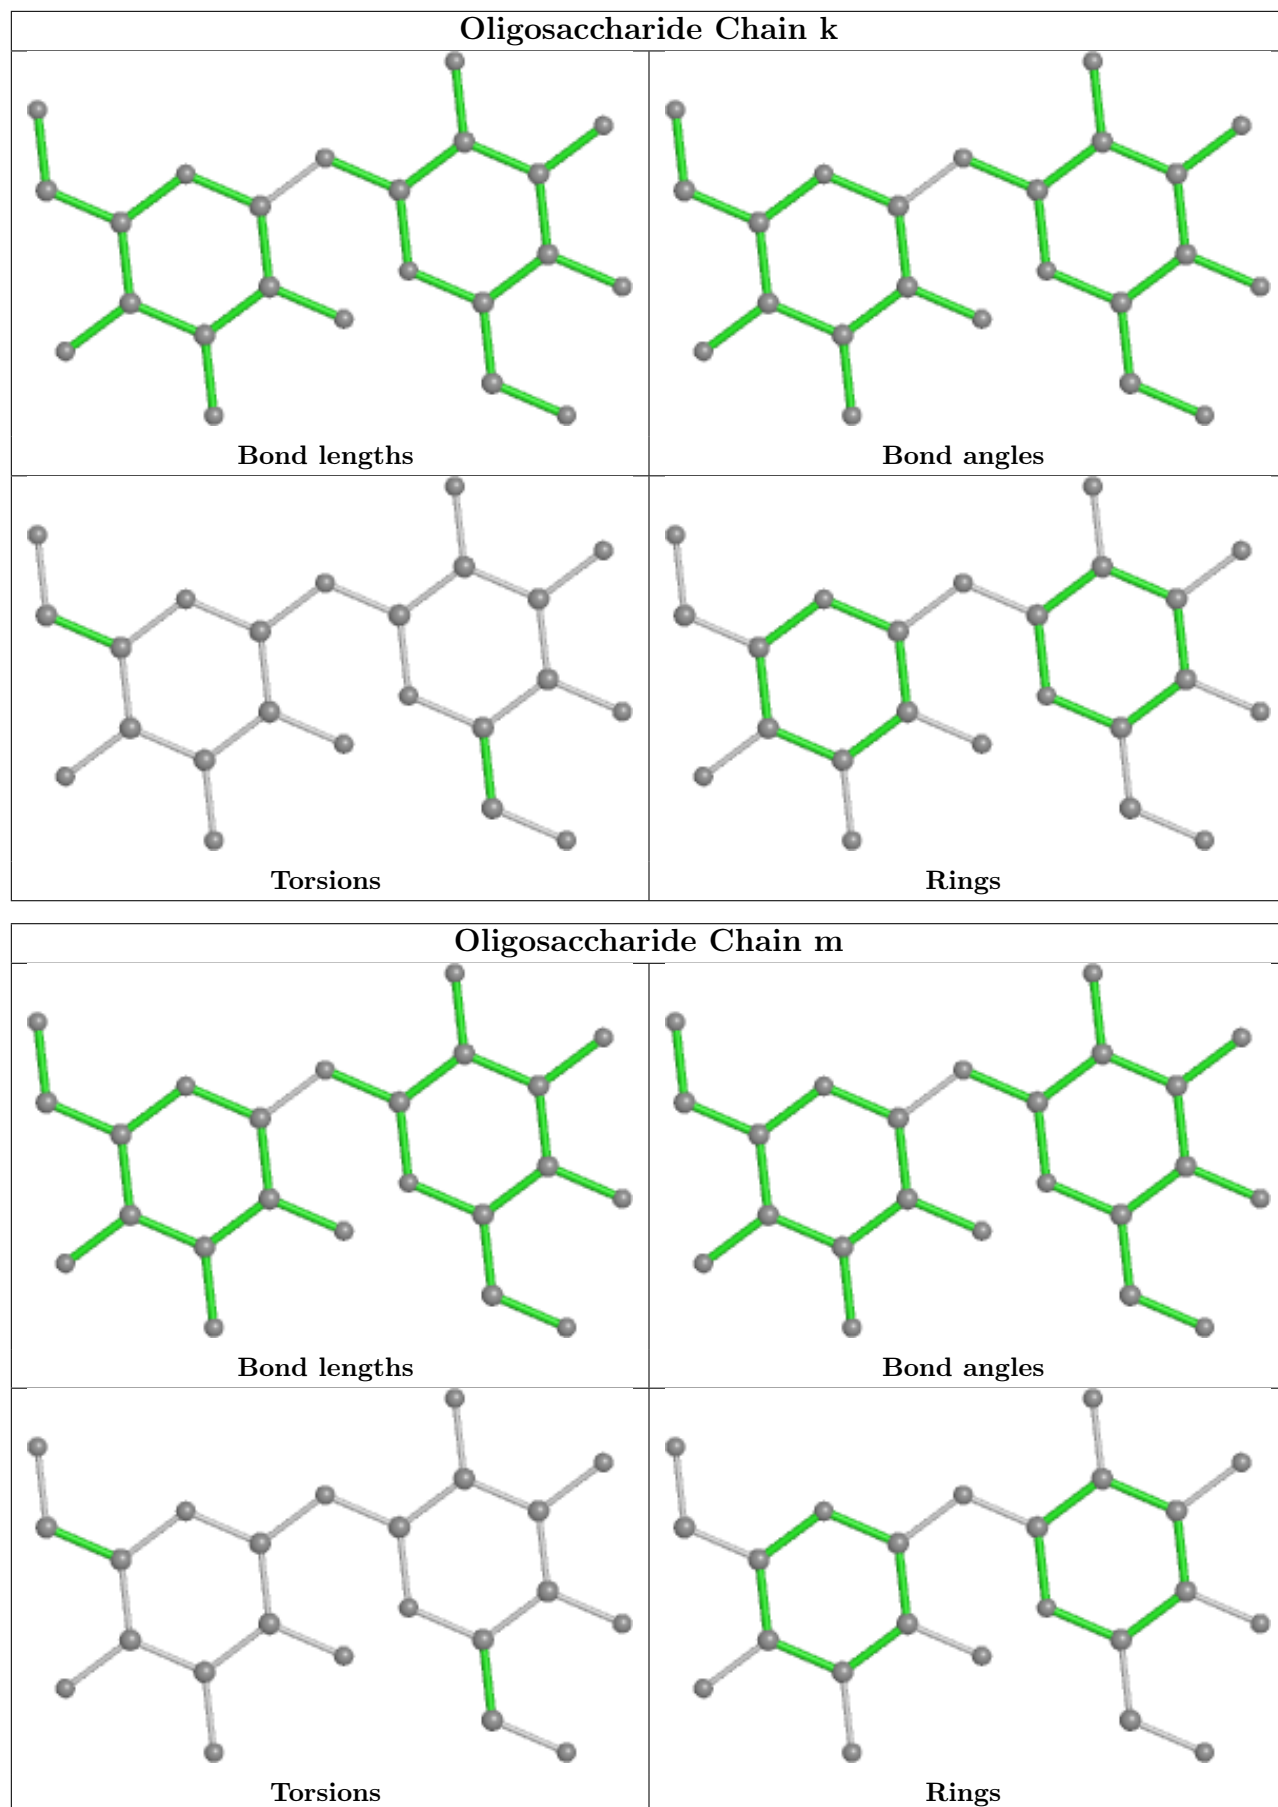 Oligosaccharide Chain k
Bond lengths
Bond angles
Torsions
Rings
Oligosaccharide Chain m
Bond lengths
Bond angles
Torsions
Rings